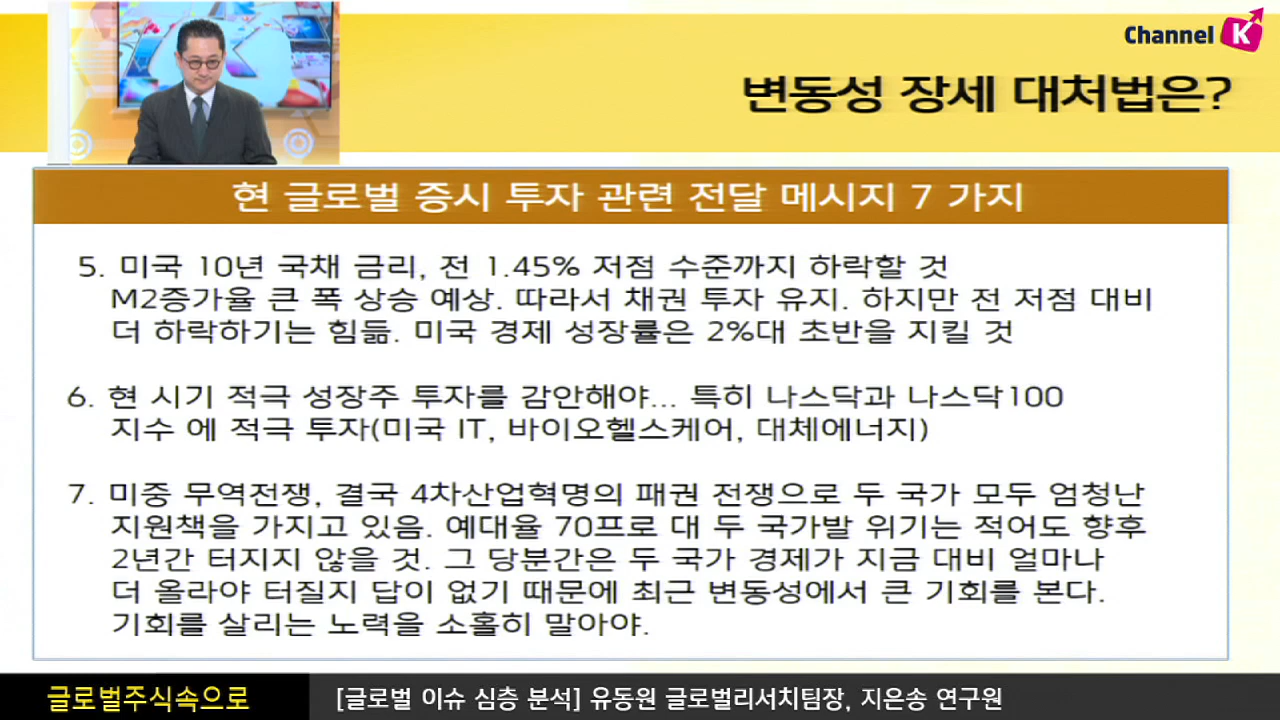 Channel K
변동성 장세 대처법은?
현 글로벌 증시 투자 관련 전달 메시지 7 가지
5. 미국 10년 국채 금리, 전 1.45% 저점 수준까지 하락할 것
M2증가율 큰 폭 상승 예상. 따라서 채권 투자 유지. 하지만 전 저점 대비
더 하락하기는 힘듦. 미국 경제 성장률은 2%대 초반을 지킬 것
6. 현 시기 적극 성장주 투자를 감안해야... 특히 나스닥과 나스닥100
지수 에 적극 투자(미국 IT, 바이오헬스케어, 대체에너지)
7. 미중 무역전쟁, 결국 4차산업혁명의 패권 전쟁으로 두 국가 모두 엄청난
지원책을 가지고 있음. 예대율 70프로 대 두 국가발 위기는 적어도 향후
2년간 터지지 않을 것. 그 당분간은 두 국가 경제가 지금 대비 얼마나
더 올라야 터질지 답이 없기 때문에 최근 변동성에서 큰 기회를 본다.
기회를 살리는 노력을 소홀히 말아야.
글로벌주식속으로
[글로벌 이슈 심층 분석] 유동원 글로벌리서치팀장, 지은송 연구원